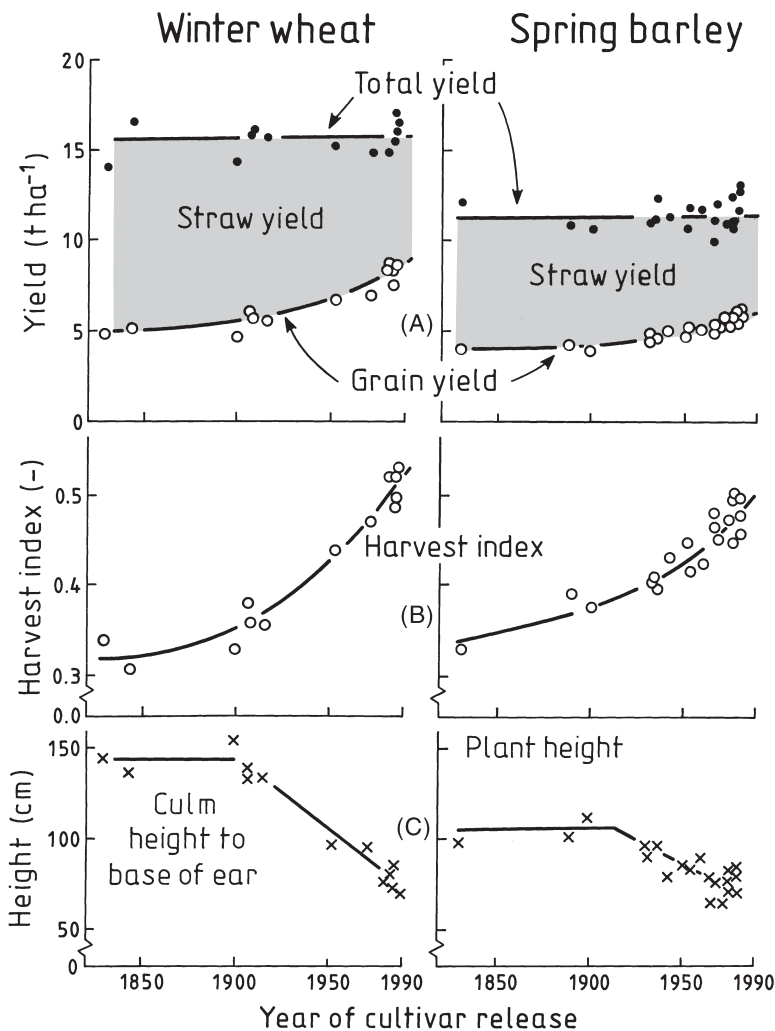 Winter wheat
Spring barley
20
15
10
5
0
Yield (t ha⁻¹)
Total yield
Straw yield
Straw yield
(A)
Grain yield
0.5
0.4
0.3
0.0
Harvest index (-)
Harvest index
(B)
150
100
50
0
Height (cm)
Culm
height to
base of ear
Plant height
(C)
1850 1900 1950 1990
1850 1900 1950 1990
Year of cultivar release